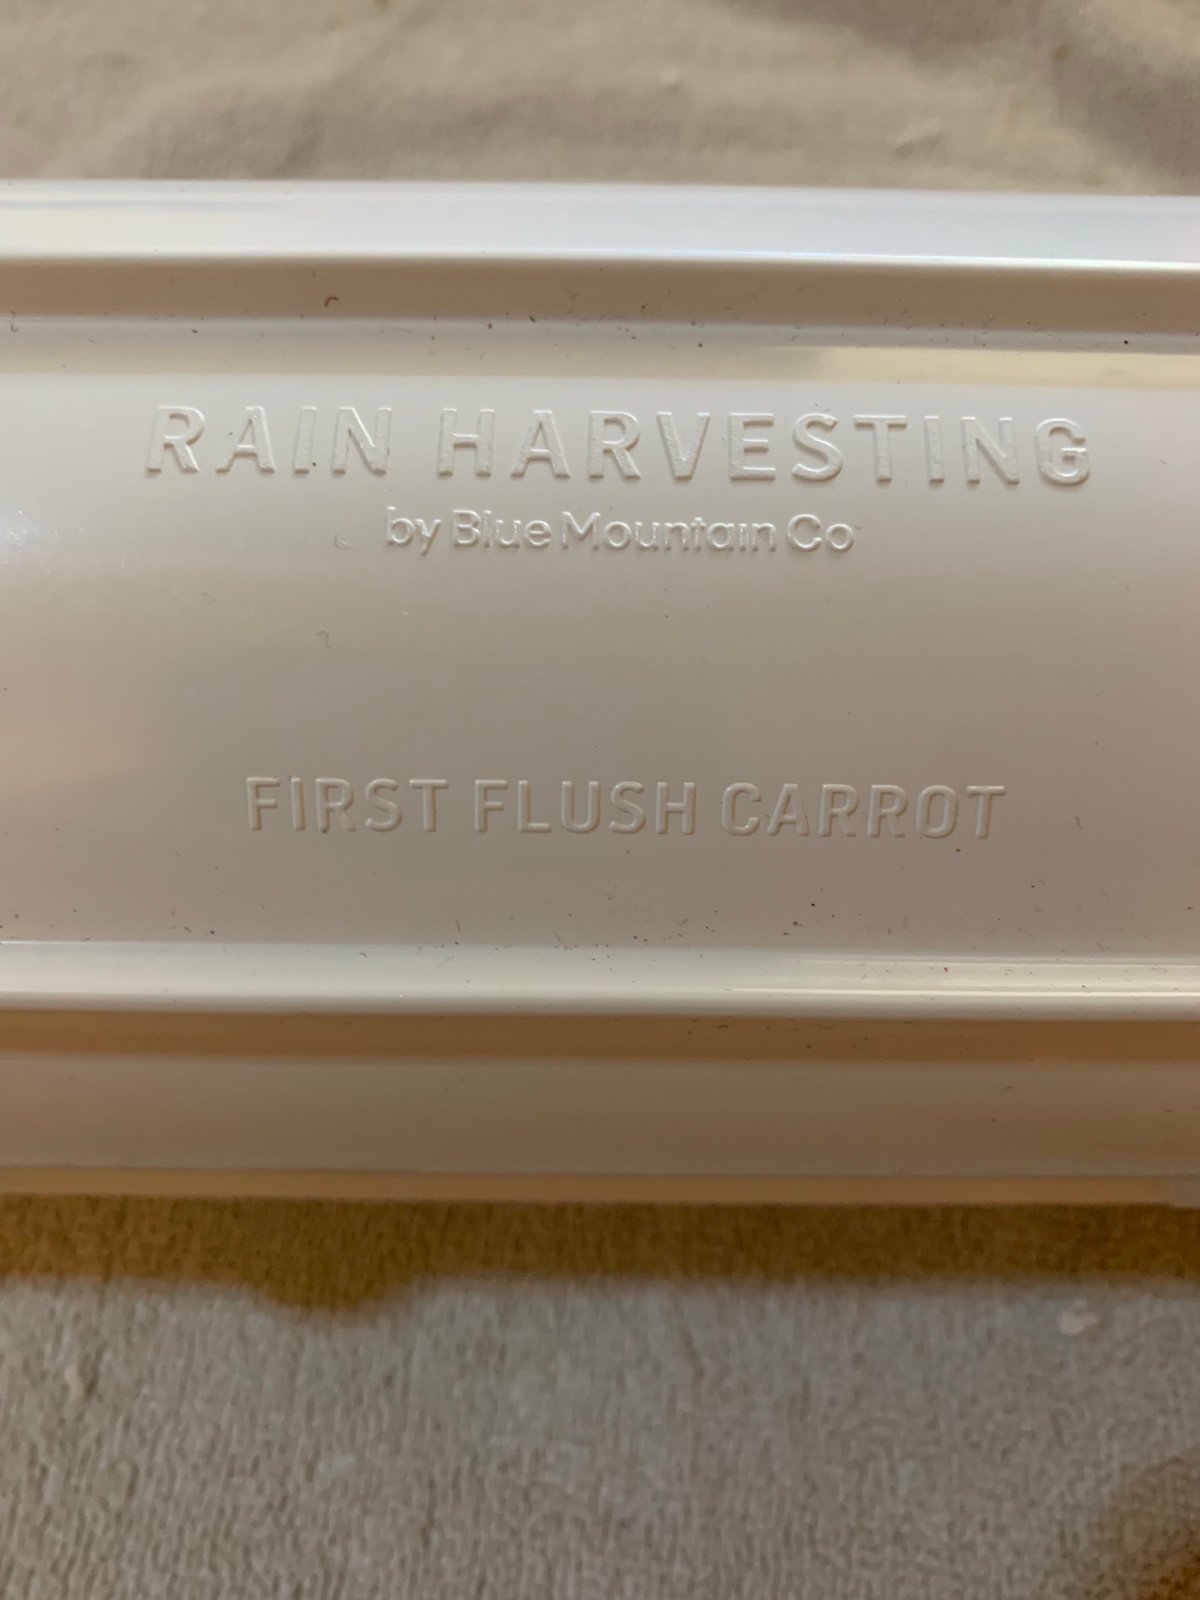 RAIN HARVESTING
by Blue Mountain Co
FIRST FLUSH CARROT